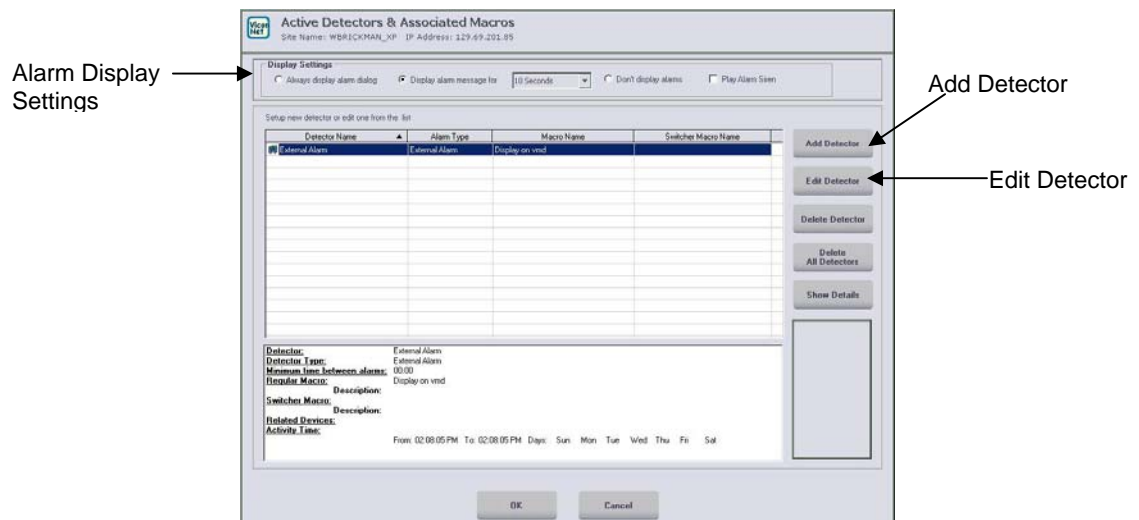 Vicon Net
Active Detectors & Associated Macros
Site Name: WBRICKMAN_XP IP Address: 129.69.201.85
Alarm Display Settings
Display Settings
Always display alarm dialog Display alarm message for 10 Seconds Don't display alarms Play Alarm Siren
Add Detector
Setup new detector or edit one from the list
Detector Name Alarm Type Macro Name Switcher Macro Name
External Alarm External Alarm Display on vmd
Add Detector
Edit Detector
Edit Detector
Delete Detector
Delete
All Detectors
Show Details
Detector: External Alarm
Detector Type: External Alarm
Minimum time between alarms: 00:00
Regular Macro: Display on vmd
Description:
Switcher Macro:
Description:
Related Devices:
Activity Time:
From: 02:08:05 PM To: 02:08:05 PM Days: Sun Mon Tue Wed Thu Fri Sat
OK Cancel